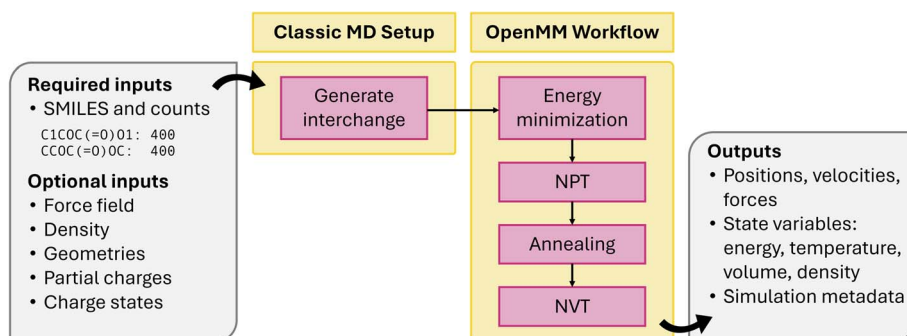 Classic MD Setup
OpenMM Workflow
Required inputs
• SMILES and counts
C1COC(=O)O1: 400
CCOC(=O)OC: 400
Optional inputs
• Force field
• Density
• Geometries
• Partial charges
• Charge states
Generate
interchange
Energy
minimization
NPT
Annealing
NVT
Outputs
• Positions, velocities,
forces
• State variables:
energy, temperature,
volume, density
• Simulation metadata